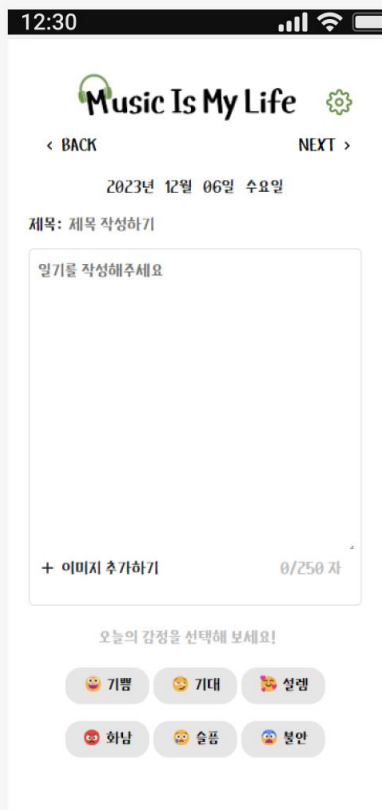 12:30
Music Is My Life
< BACK NEXT >
2023년 12월 06일 수요일
제목: 제목 작성하기
일기를 작성해주세요
+ 이미지 추가하기 0/250 자
오늘의 감정을 선택해 보세요!
😀 기쁨 😏 기대 🥰 설렘
😡 화남 😢 슬픔 😨 불안